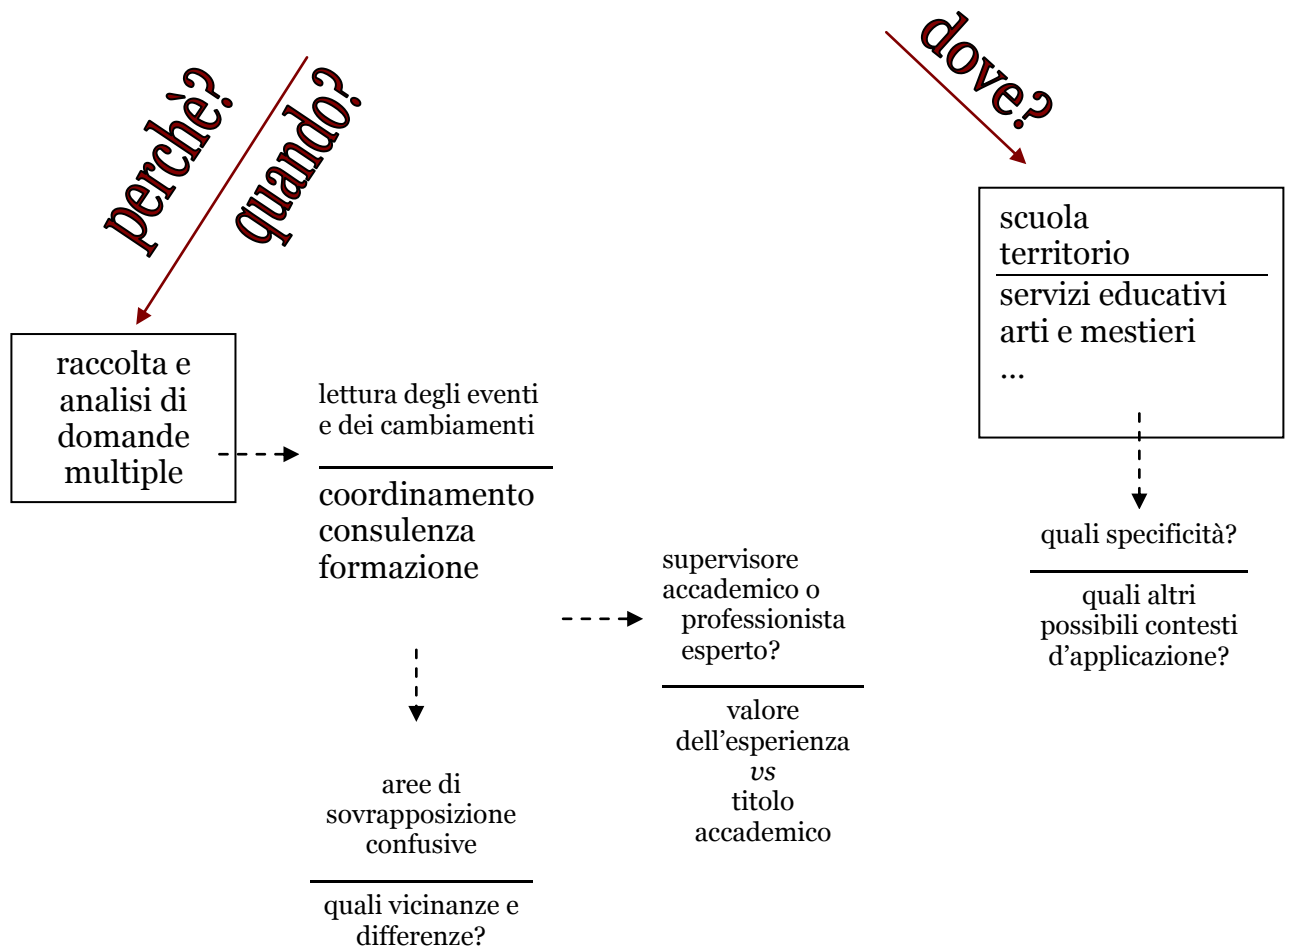 perchè?
quando?
raccolta e
analisi di
domande
multiple
lettura degli eventi
e dei cambiamenti
coordinamento
consulenza
formazione
aree di
sovrapposizione
confusive
quali vicinanze e
differenze?
supervisore
accademico o
professionista
esperto?
valore
dell’esperienza
vs
titolo
accademico
dove?
scuola
territorio
servizi educativi
arti e mestieri
...
quali specificità?
quali altri
possibili contesti
d'applicazione?